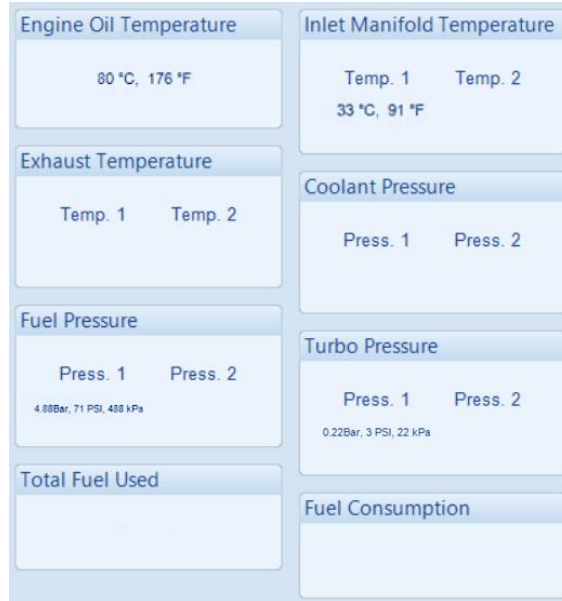 Engine Oil Temperature
80 °C, 176 °F
Exhaust Temperature
Temp. 1 Temp. 2
Fuel Pressure
Press. 1 Press. 2
4.88Bar, 71 PSI, 488 kPa
Total Fuel Used
Inlet Manifold Temperature
Temp. 1 Temp. 2
33 °C, 91 °F
Coolant Pressure
Press. 1 Press. 2
Turbo Pressure
Press. 1 Press. 2
0.22Bar, 3 PSI, 22 kPa
Fuel Consumption